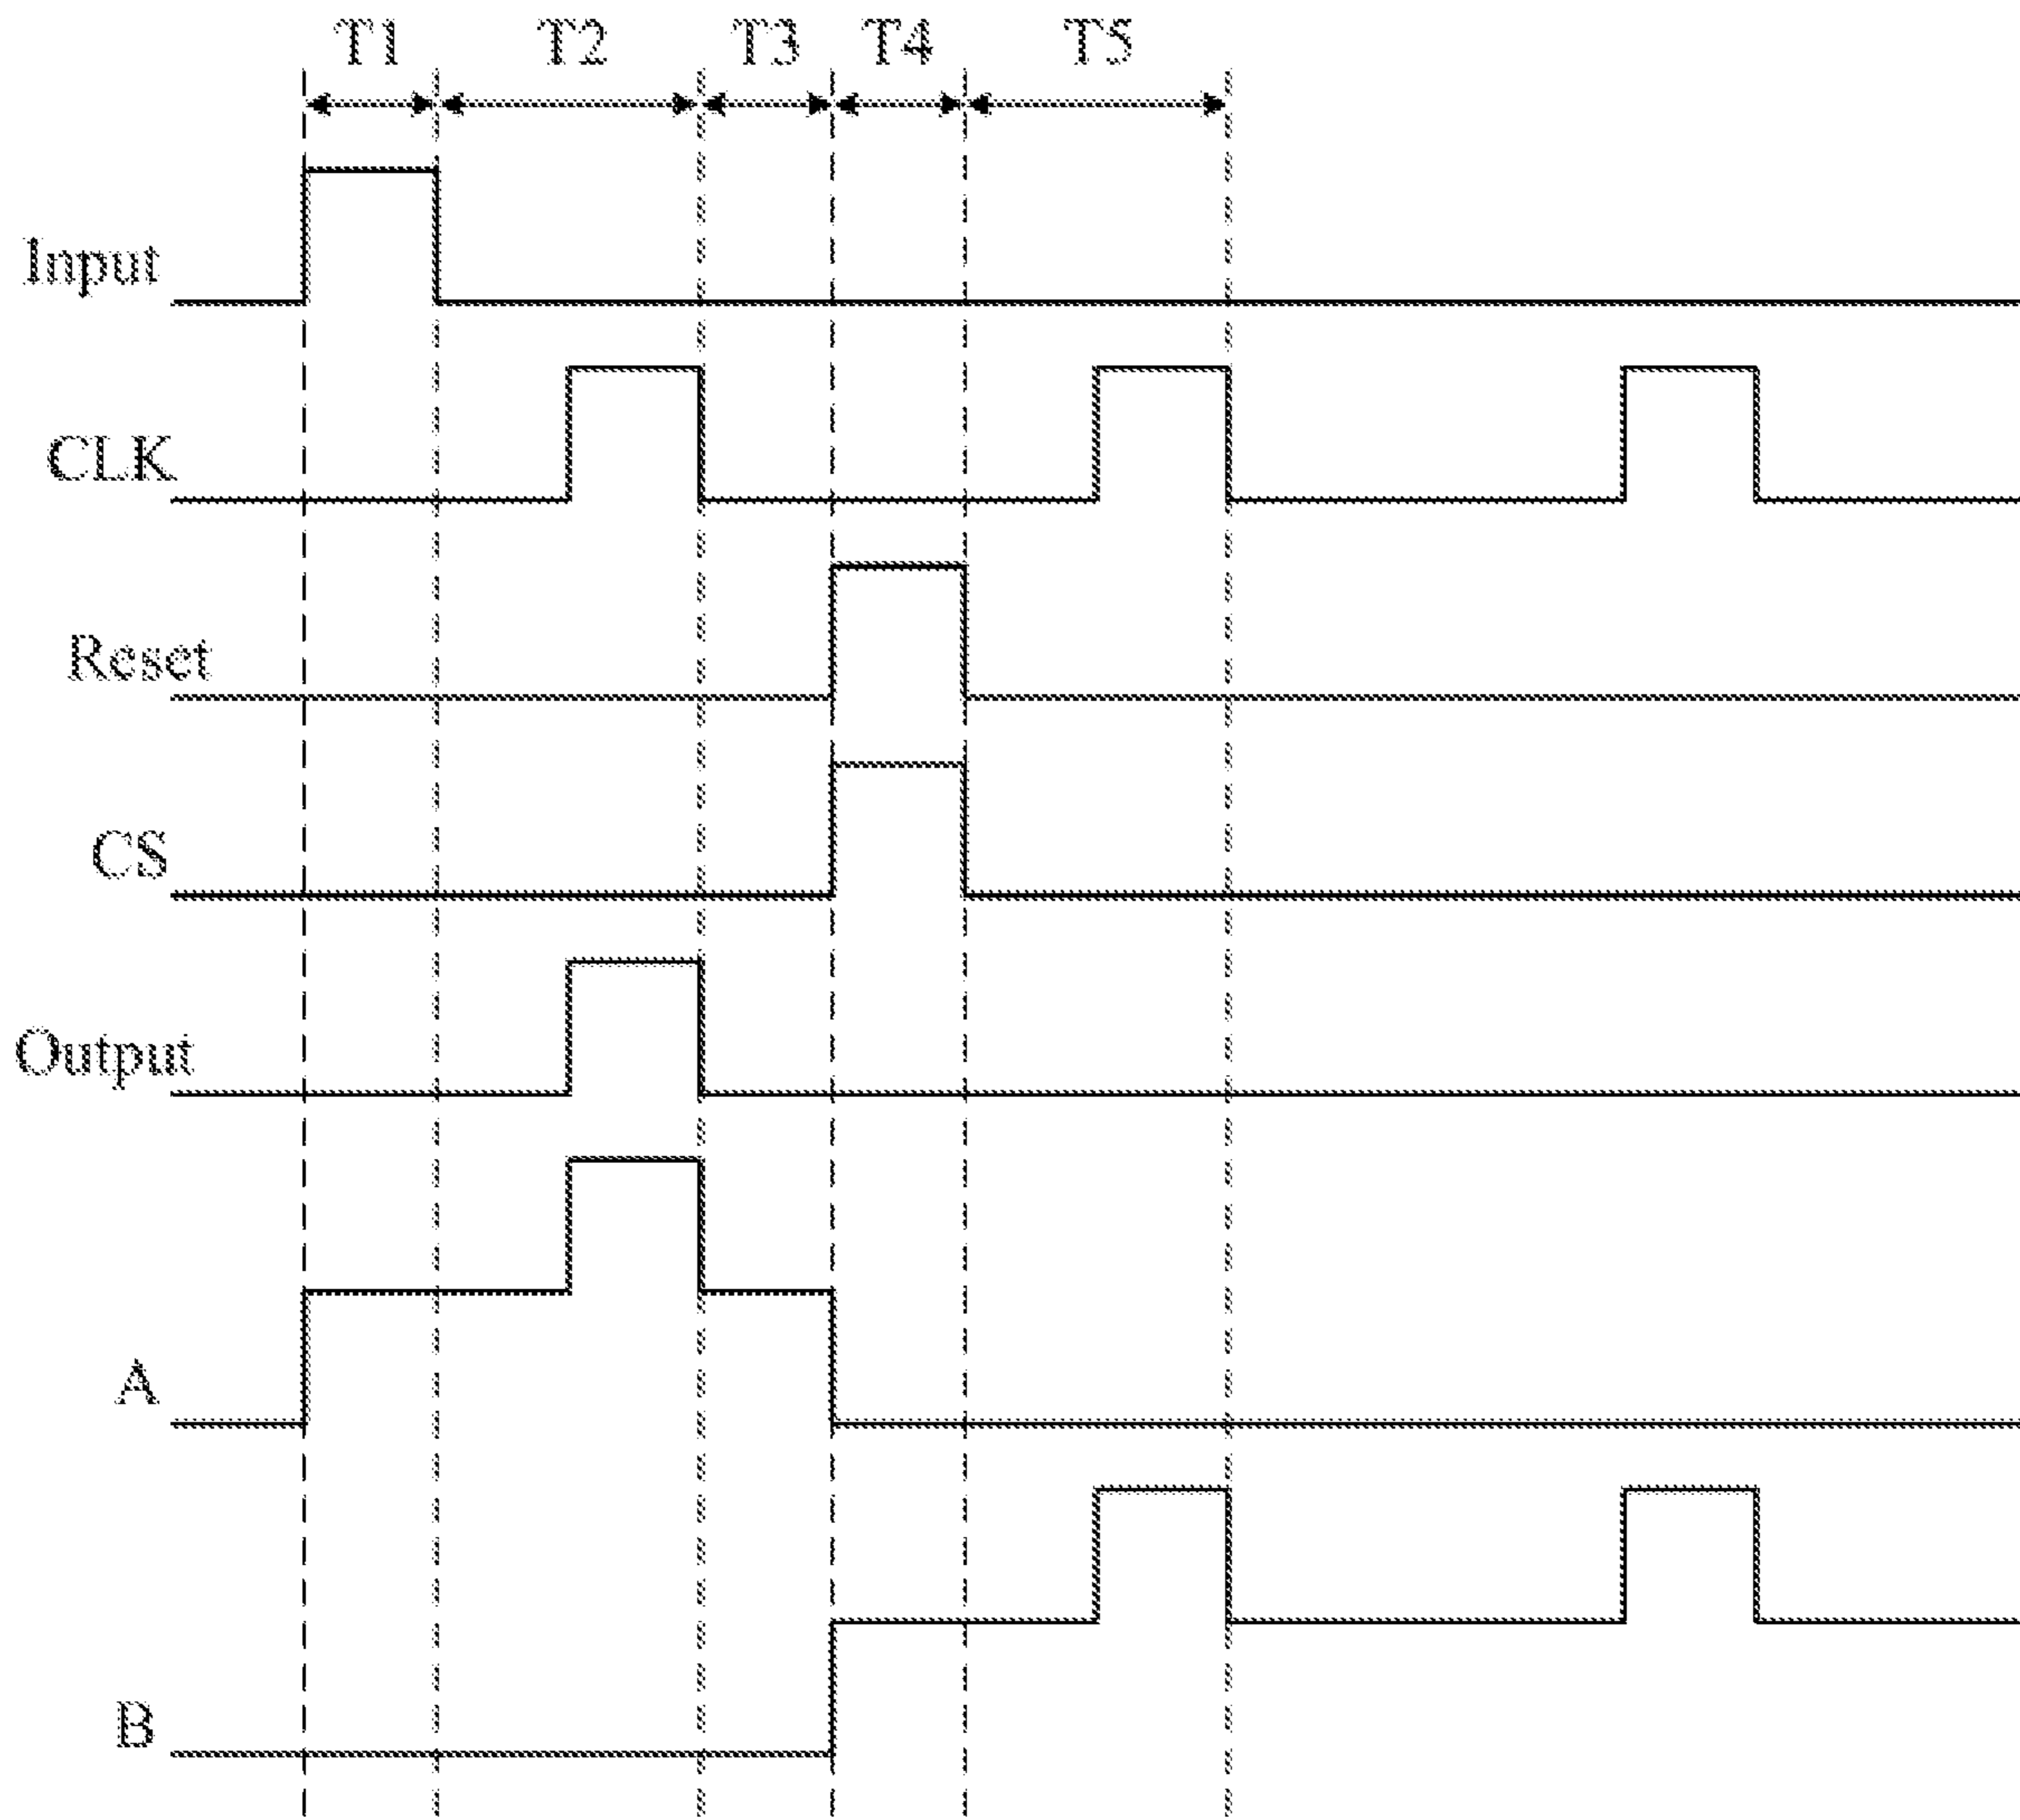 T1 T2 T3 T4 T5
Input
CLK
Reset
CS
Output
A
B